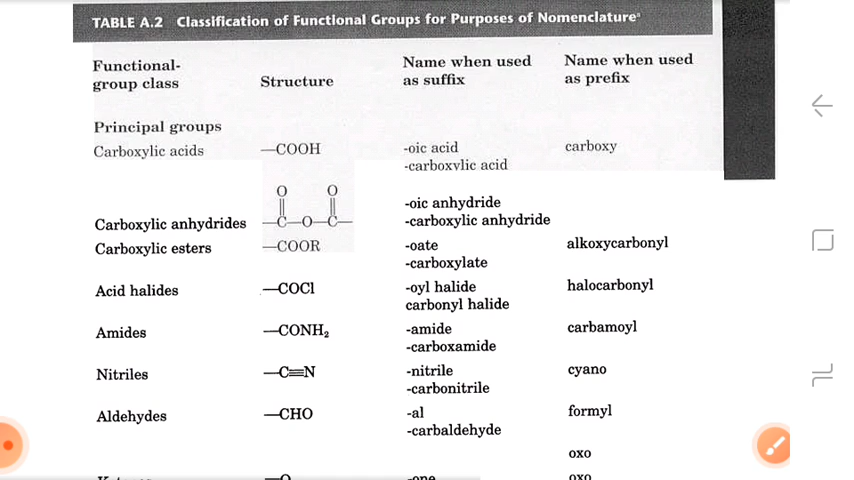 TABLE A.2 Classification of Functional Groups for Purposes of Nomenclature
Functional-
group class
Structure
Name when used
as suffix
Name when used
as prefix
Principal groups
Carboxylic acids —COOH -oic acid carboxy
-carboxylic acid
O O
-oic anhydride
Carboxylic anhydrides —C—O—C— -carboxylic anhydride
Carboxylic esters —COOR -oate alkoxycarbonyl
-carboxylate
Acid halides —COCl -oyl halide halocarbonyl
carbonyl halide
Amides —CONH₂ -amide carbamoyl
-carboxamide
Nitriles —C≡N -nitrile cyano
-carbonitrile
Aldehydes —CHO -al formyl
-carbaldehyde
oxo
-one oxo